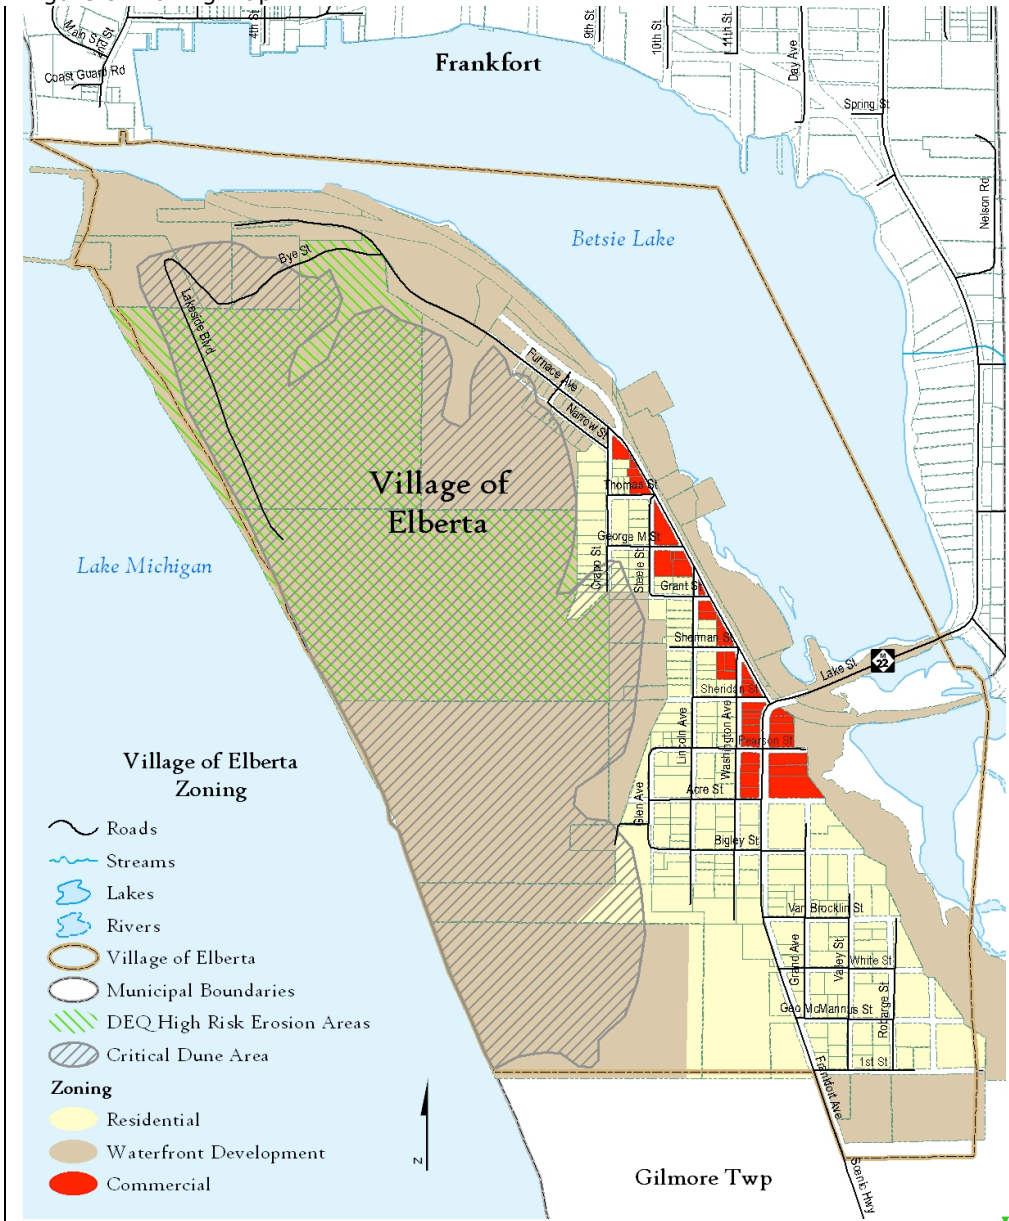 Main St
2nd St
4th St
9th St
10th St
11th St
Day Ave
Frankfort
Coast Guard Rd
Spring St
Nelson Rd
Betsie Lake
Bye St
Lakeside Blvd
Furnace Ave
Narrow St
Village of
Elberta
Thomas St
George M St
Crapo St
Steele St
Grant St
Lake Michigan
Sherman St
M
22
Lake St
Sheridan St
Lincoln Ave
Washington Ave
Pearson St
Village of Elberta
Zoning
Glen Ave
Acre St
Bigley St
Roads
Streams
Lakes
Rivers
Village of Elberta
Municipal Boundaries
DEQ High Risk Erosion Areas
Critical Dune Area
Zoning
Residential
Waterfront Development
Commercial
Van Brocklin St
Grand Ave
Valley St
White St
Geo McMannus St
Robarge St
1st St
Frankfort Ave
N
Gilmore Twp
Scenic Hwy